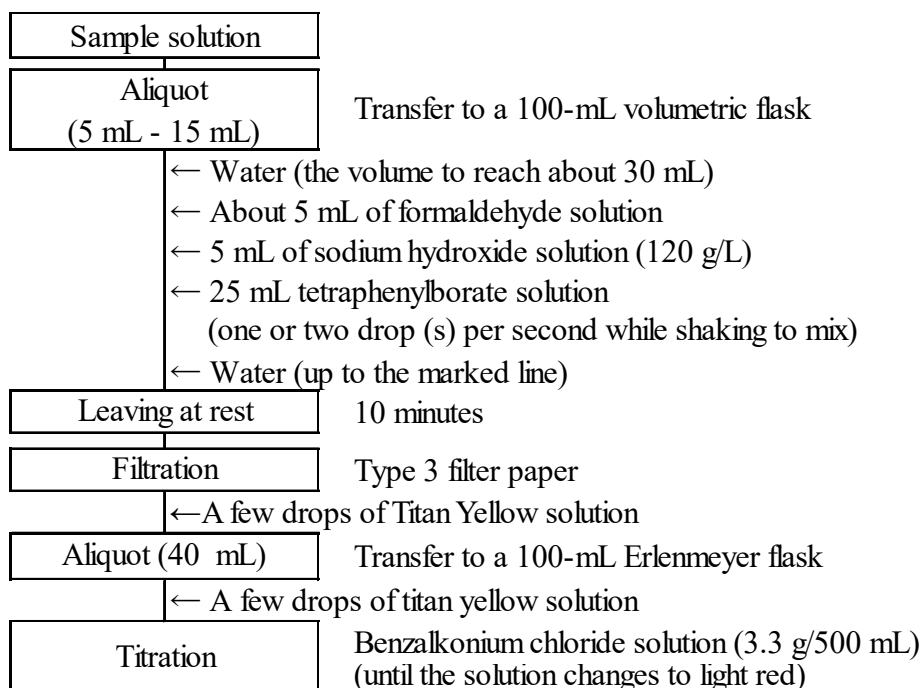 Sample solution
Aliquot
(5 mL - 15 mL)
Transfer to a 100-mL volumetric flask
← Water (the volume to reach about 30 mL)
← About 5 mL of formaldehyde solution
← 5 mL of sodium hydroxide solution (120 g/L)
← 25 mL tetraphenylborate solution
(one or two drop (s) per second while shaking to mix)
← Water (up to the marked line)
Leaving at rest
10 minutes
Filtration
Type 3 filter paper
←A few drops of Titan Yellow solution
Aliquot (40 mL)
Transfer to a 100-mL Erlenmeyer flask
← A few drops of titan yellow solution
Titration
Benzalkonium chloride solution (3.3 g/500 mL)
(until the solution changes to light red)